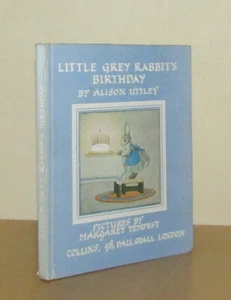 LITTLE GREY RABBIT'S
BIRTHDAY
BY ALISON UTTLEY
PICTURES BY
MARGARET TEMPEST
COLLINS, 48, PALL MALL LONDON